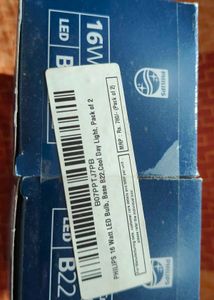 16W
LED
B
PHILIPS
B07PPTJ7PB
PHILIPS 16 Watt LED Bulb, Base B22,Cool Day Light, Pack of 2
MRP : Rs. 760/- (Pack of 2)
LED
B22